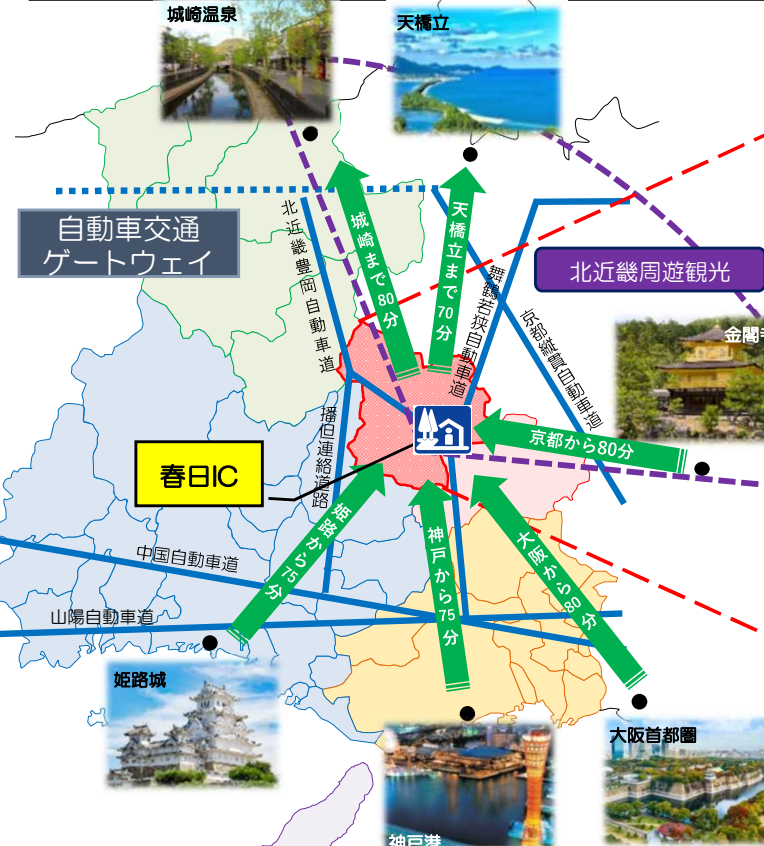 城崎温泉
天橋立
自動車交通
ゲートウェイ
北近畿豊岡自動車道
城崎まで80分
天橋立まで70分
舞鶴若狭自動車道
北近畿周遊観光
京都縦貫自動車道
金閣寺
京都から80分
播但連絡道路
春日IC
姫路から75分
神戸から75分
大阪から80分
中国自動車道
山陽自動車道
姫路城
大阪首都圏
神戸港